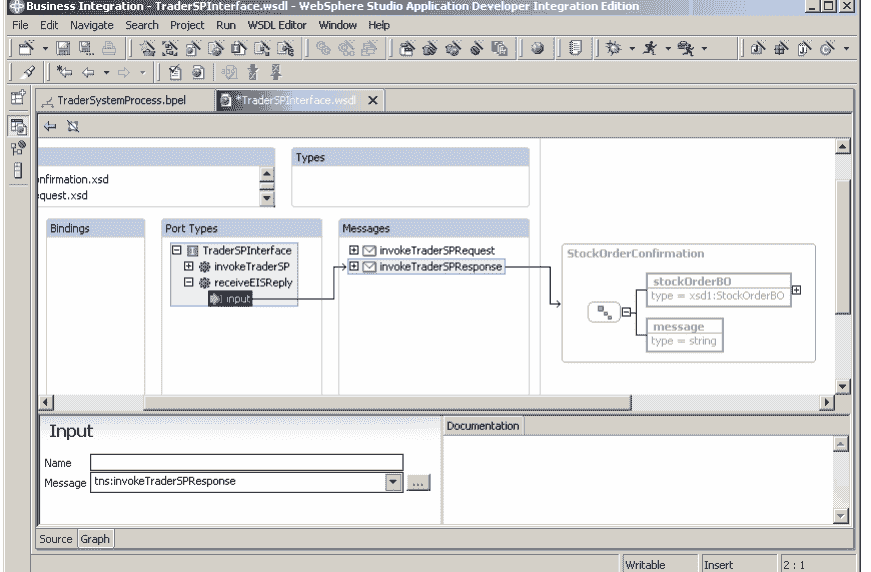 Business Integration - TraderSPInterface.wsdl - WebSphere Studio Application Developer Integration Edition
File Edit Navigate Search Project Run WSDL Editor Window Help
TraderSystemProcess.bpel *TraderSPInterface.wsdl
nfirmation.xsd
quest.xsd
Types
Bindings Port Types Messages
TraderSPInterface
invokeTraderSP
receiveEISReply
input
invokeTraderSPRequest
invokeTraderSPResponse
StockOrderConfirmation
stockOrderBO
type = xsd1:StockOrderBO
message
type = string
Input
Name
Message tns:invokeTraderSPResponse ...
Documentation
Source Graph
Writable Insert 2 : 1